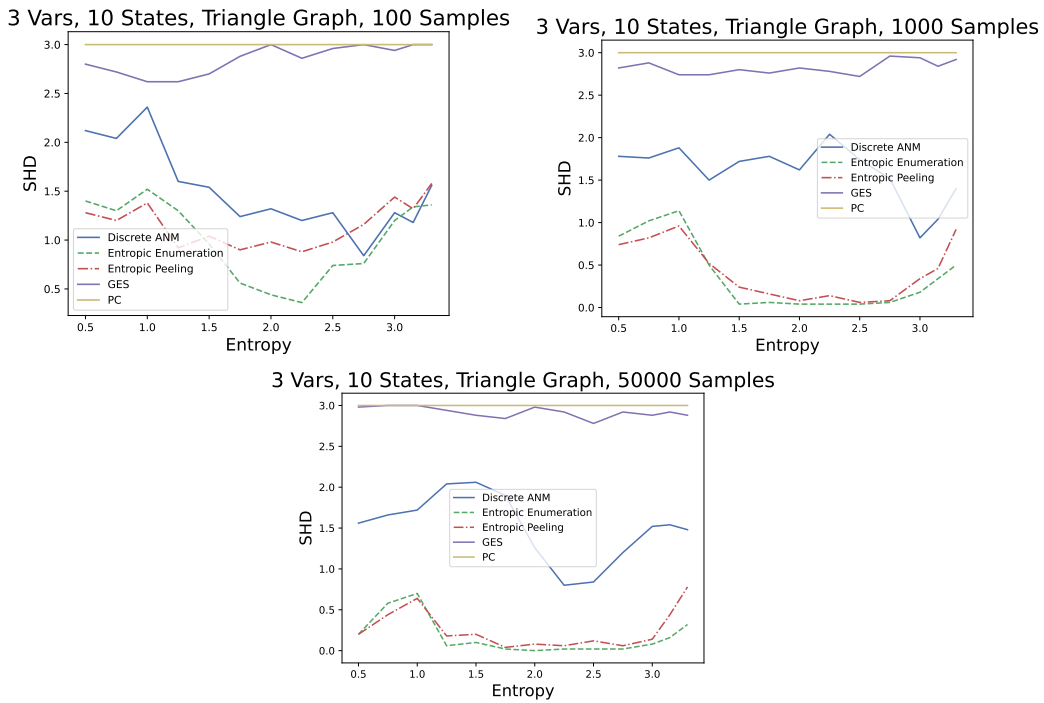 3 Vars, 10 States, Triangle Graph, 100 Samples
SHD
3.0
2.5
2.0
1.5
1.0
0.5
Discrete ANM
Entropic Enumeration
Entropic Peeling
GES
PC
0.5 1.0 1.5 2.0 2.5 3.0
Entropy
3 Vars, 10 States, Triangle Graph, 1000 Samples
SHD
3.0
2.5
2.0
1.5
1.0
0.5
0.0
Discrete ANM
Entropic Enumeration
Entropic Peeling
GES
PC
0.5 1.0 1.5 2.0 2.5 3.0
Entropy
3 Vars, 10 States, Triangle Graph, 50000 Samples
SHD
3.0
2.5
2.0
1.5
1.0
0.5
0.0
Discrete ANM
Entropic Enumeration
Entropic Peeling
GES
PC
0.5 1.0 1.5 2.0 2.5 3.0
Entropy